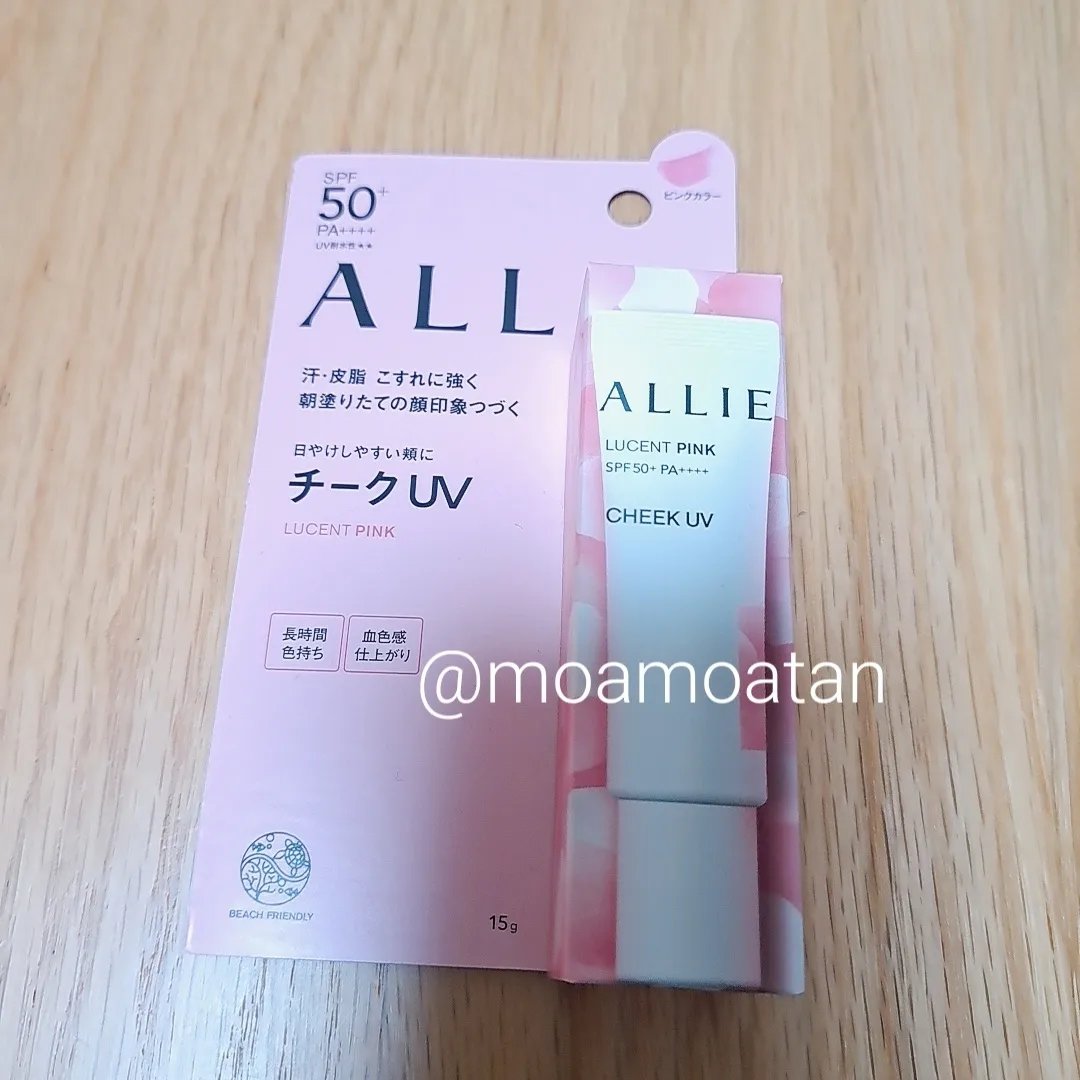 SPF
50+
PA++++
UV耐水性★★
ピンクカラー
ALL
汗・皮脂 こすれに強く
朝塗りたての顔印象つづく
日やけしやすい頬に
チークUV
LUCENT PINK
長時間
色持ち
血色感
仕上がり
BEACH FRIENDLY
15g
ALLIE
LUCENT PINK
SPF50+ PA++++
CHEEK UV
@moamoatan